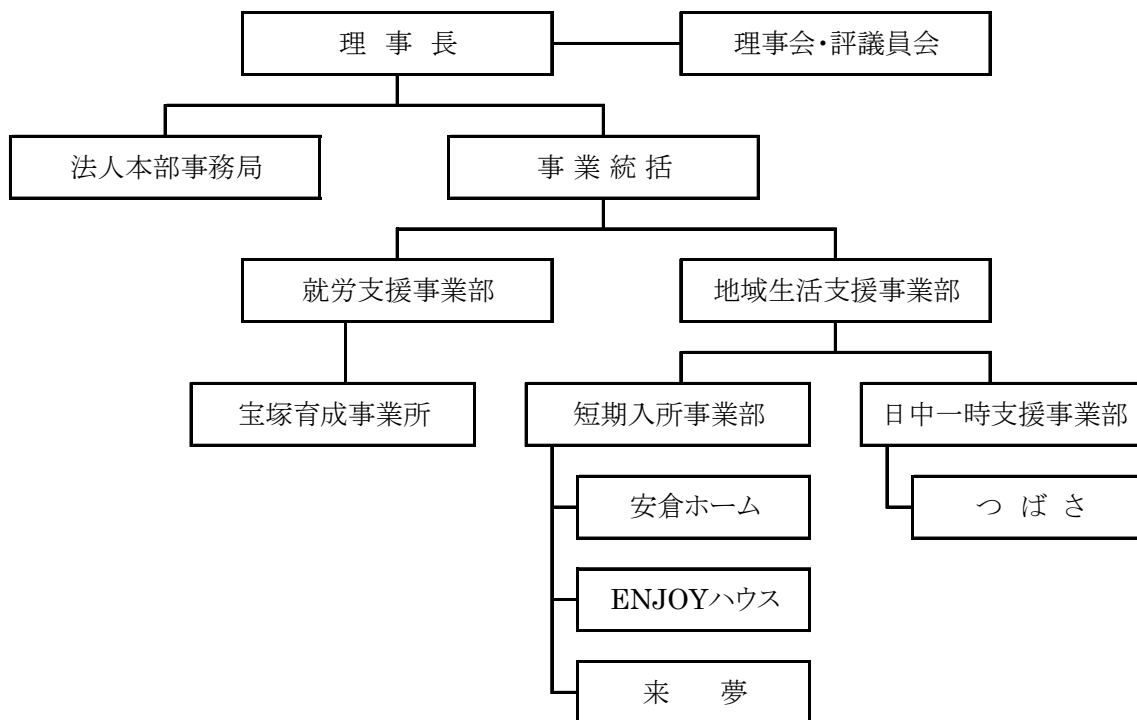 理 事 長
理事会・評議員会
法人本部事務局
事 業 統 括
就労支援事業部
地域生活支援事業部
宝塚育成事業所
短期入所事業部
日中一時支援事業部
安倉ホーム
つ ば さ
ENJOYハウス
来 夢